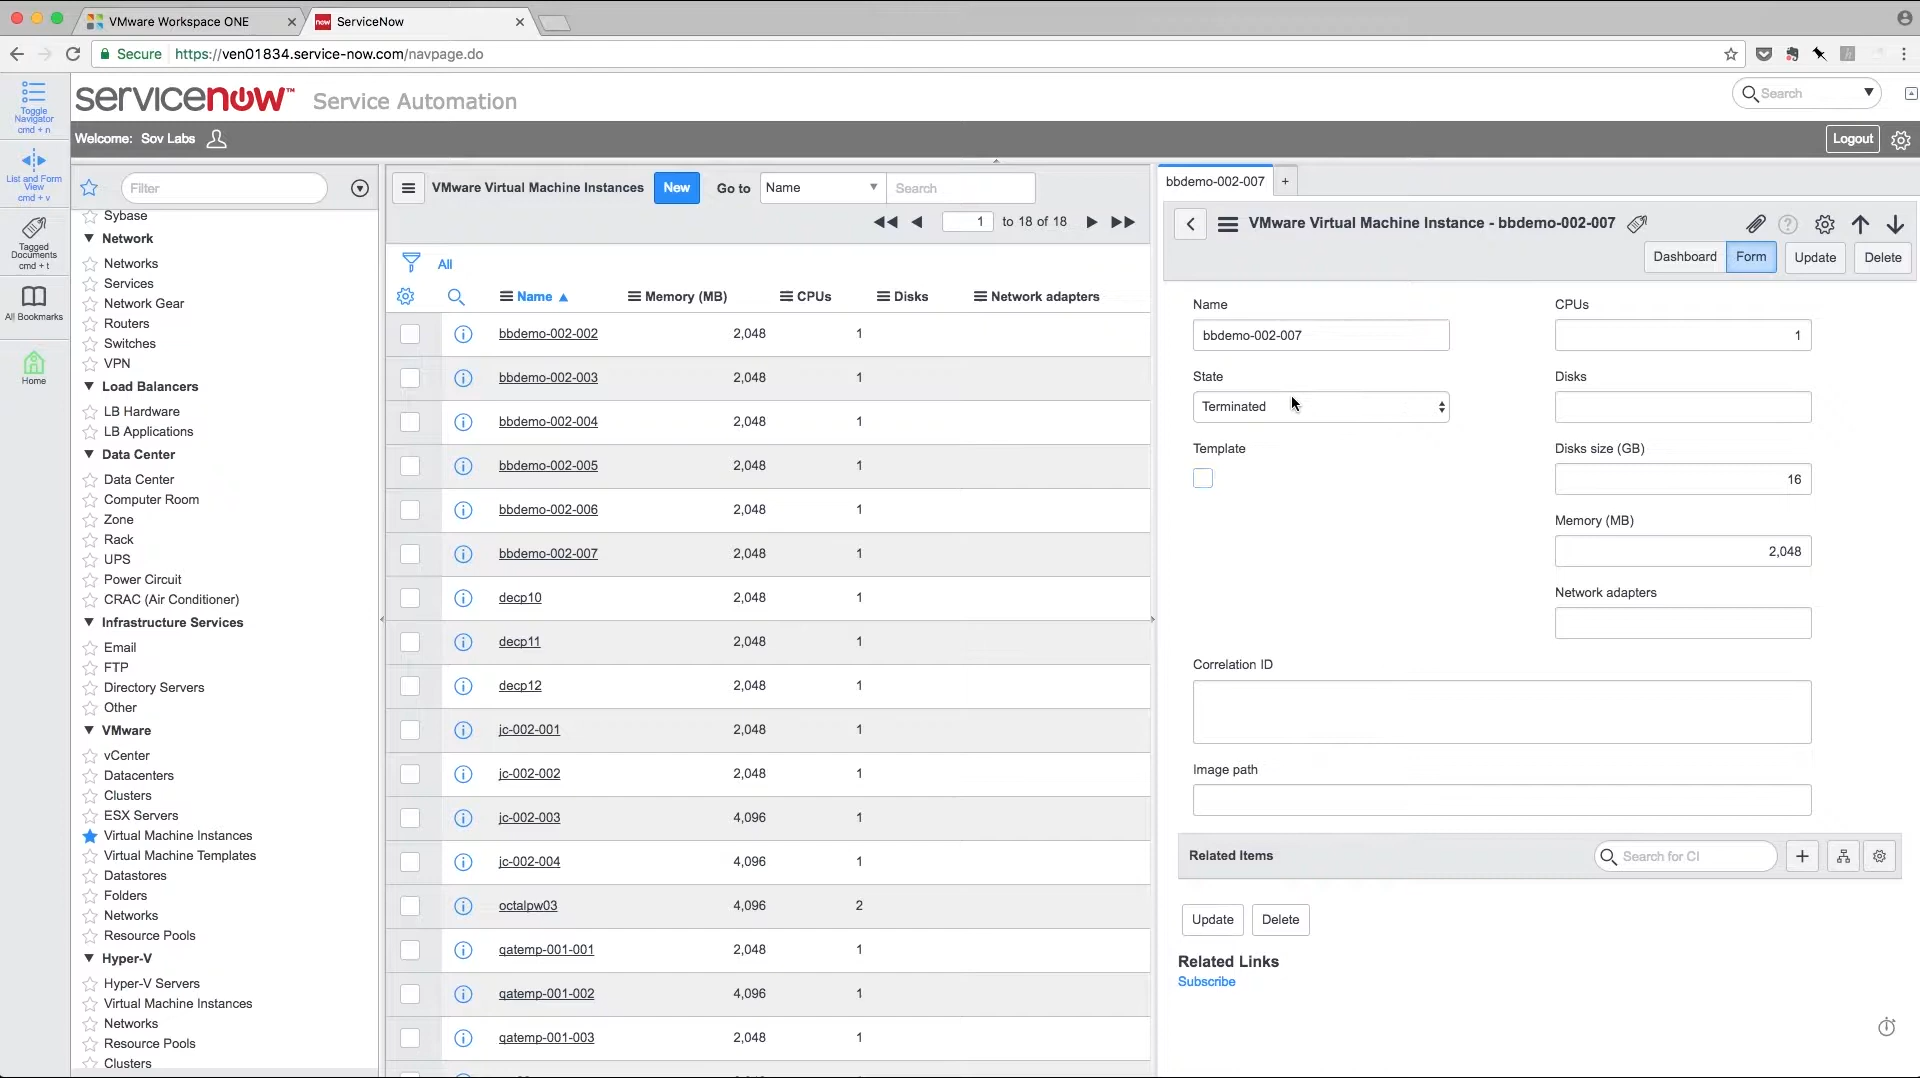 VMware Workspace ONE
ServiceNow
Secure
https://ven01834.service-now.com/navpage.do
Toggle
Navigator
cmd + n
servicenow™ Service Automation
Search
Welcome: Sov Labs
Logout
List and Form
View
cmd + v
Tagged
Documents
cmd + t
All Bookmarks
Home
Filter
Sybase
Network
Networks
Services
Network Gear
Routers
Switches
VPN
Load Balancers
LB Hardware
LB Applications
Data Center
Data Center
Computer Room
Zone
Rack
UPS
Power Circuit
CRAC (Air Conditioner)
Infrastructure Services
Email
FTP
Directory Servers
Other
VMware
vCenter
Datacenters
Clusters
ESX Servers
Virtual Machine Instances
Virtual Machine Templates
Datastores
Folders
Networks
Resource Pools
Hyper-V
Hyper-V Servers
Virtual Machine Instances
Networks
Resource Pools
Clusters
VMware Virtual Machine Instances New Go to Name Search
1 to 18 of 18
All
Name Memory (MB) CPUs Disks Network adapters
bbdemo-002-002 2,048 1
bbdemo-002-003 2,048 1
bbdemo-002-004 2,048 1
bbdemo-002-005 2,048 1
bbdemo-002-006 2,048 1
bbdemo-002-007 2,048 1
decp10 2,048 1
decp11 2,048 1
decp12 2,048 1
jc-002-001 2,048 1
jc-002-002 2,048 1
jc-002-003 4,096 1
jc-002-004 4,096 1
octalpw03 4,096 2
qatemp-001-001 2,048 1
qatemp-001-002 4,096 1
qatemp-001-003 2,048 1
bbdemo-002-007 +
VMware Virtual Machine Instance - bbdemo-002-007
Dashboard Form Update Delete
Name
bbdemo-002-007
CPUs
1
State
Terminated
Disks
Template
Disks size (GB)
16
Memory (MB)
2,048
Network adapters
Correlation ID
Image path
Related Items
Search for CI
Update Delete
Related Links
Subscribe